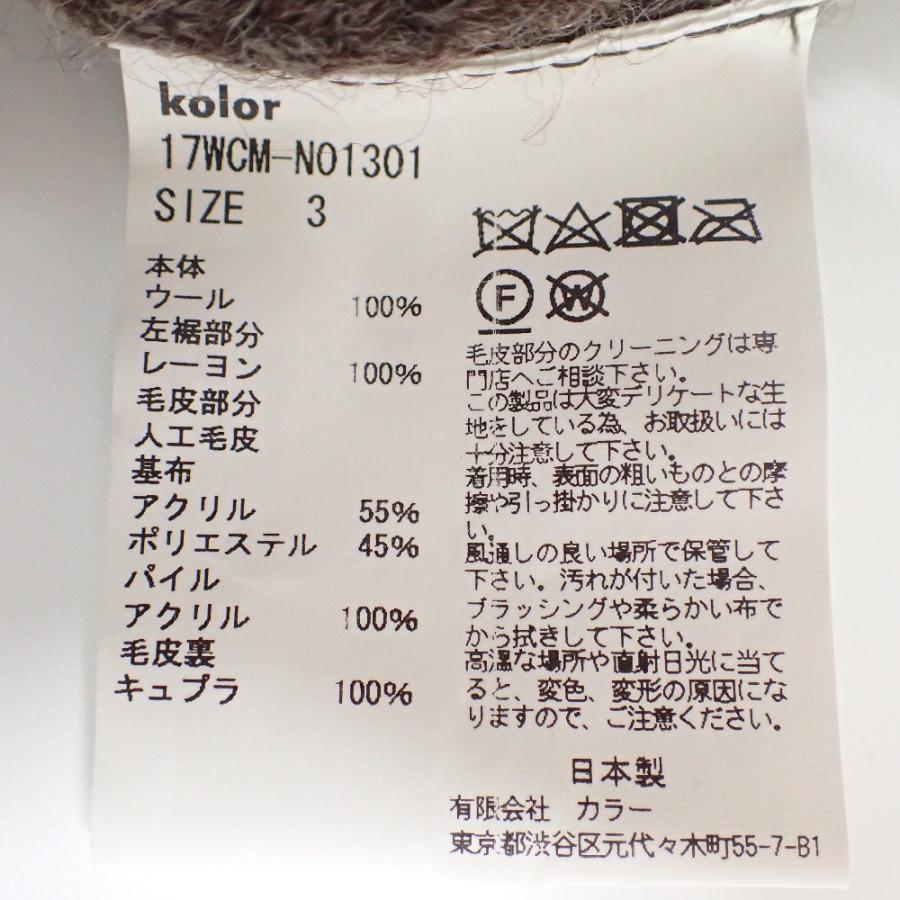 kolor
17WCM-N01301
SIZE 3
本体
ウール 100%
左裾部分
レーヨン 100%
毛皮部分
人工毛皮
基布
アクリル 55%
ポリエステル 45%
パイル
アクリル 100%
毛皮裏
キュプラ 100%
F
W
毛皮部分のクリーニングは専
門店へご相談下さい。
この製品は大変デリケートな生
地をしている為、お取扱いには
十分注意して下さい。
着用時、表面の粗いものとの摩
擦や引っ掛かりに注意して下さ
い。
風通しの良い場所で保管して
下さい。汚れが付いた場合、
ブラッシングや柔らかい布で
から拭きして下さい。
高温な場所や直射日光に当て
ると、変色、変形の原因にな
りますので、ご注意ください。
日本製
有限会社 カラー
東京都渋谷区元代々木町55-7-B1